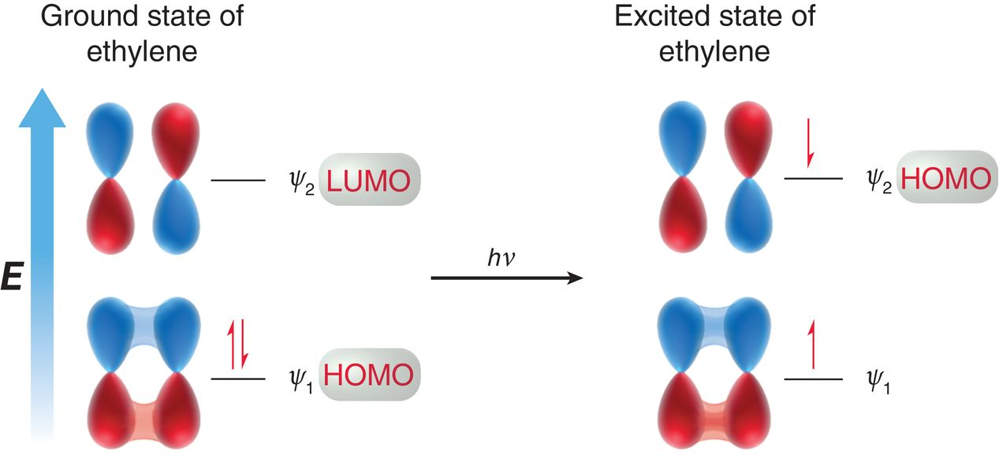 Ground state of
ethylene
Excited state of
ethylene
ψ₂ LUMO
ψ₂ HOMO
E
hν
ψ₁ HOMO
ψ₁